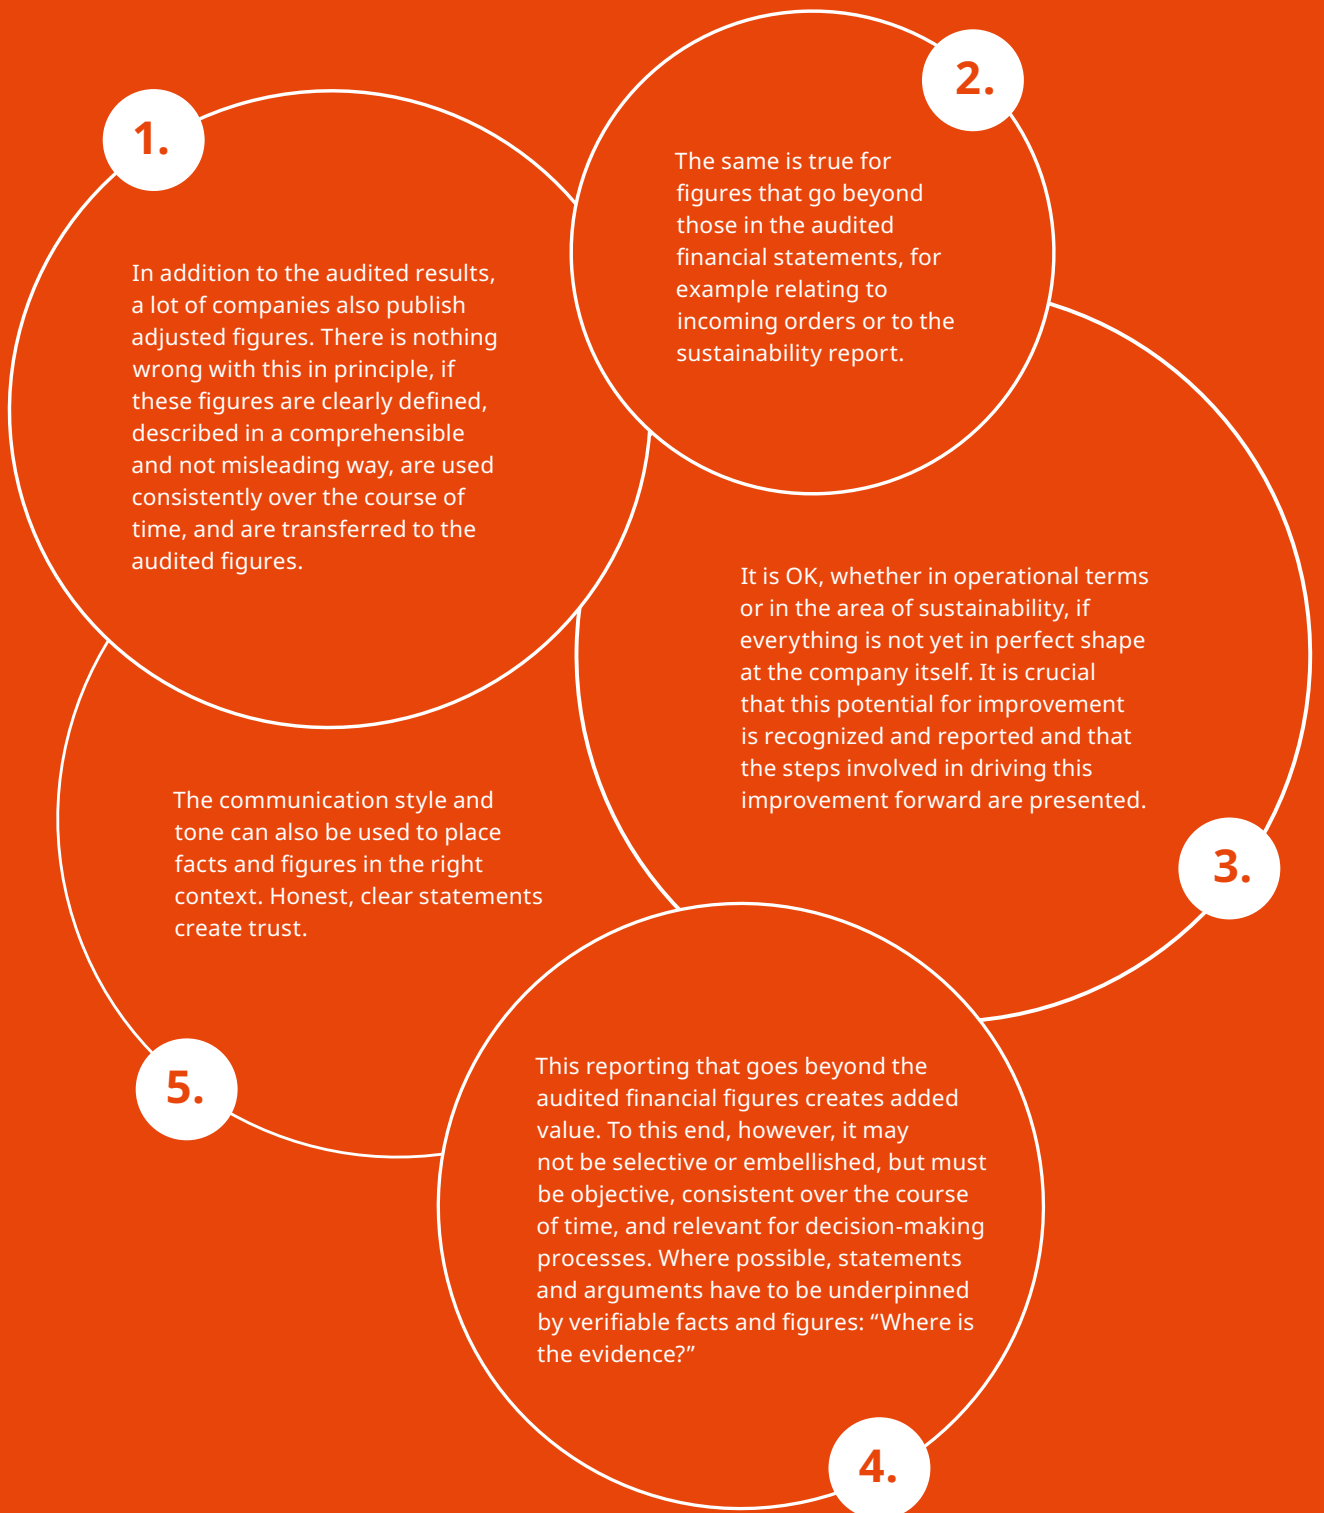 1.
In addition to the audited results,
a lot of companies also publish
adjusted figures. There is nothing
wrong with this in principle, if
these figures are clearly defined,
described in a comprehensible
and not misleading way, are used
consistently over the course of
time, and are transferred to the
audited figures.
2.
The same is true for
figures that go beyond
those in the audited
financial statements, for
example relating to
incoming orders or to the
sustainability report.
It is OK, whether in operational terms
or in the area of sustainability, if
everything is not yet in perfect shape
at the company itself. It is crucial
that this potential for improvement
is recognized and reported and that
the steps involved in driving this
improvement forward are presented.
3.
This reporting that goes beyond the
audited financial figures creates added
value. To this end, however, it may
not be selective or embellished, but must
be objective, consistent over the course
of time, and relevant for decision-making
processes. Where possible, statements
and arguments have to be underpinned
by verifiable facts and figures: “Where is
the evidence?”
4.
The communication style and
tone can also be used to place
facts and figures in the right
context. Honest, clear statements
create trust.
5.